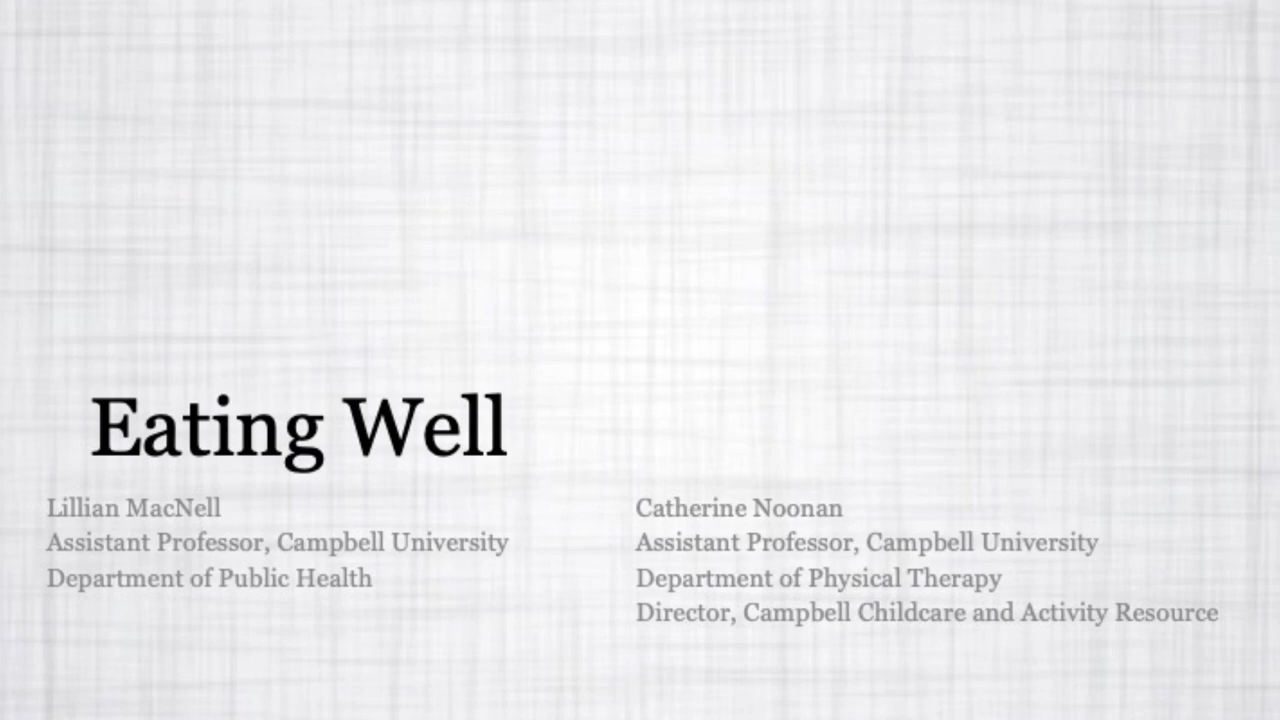 Eating Well
Lillian MacNell
Assistant Professor, Campbell University
Department of Public Health
Catherine Noonan
Assistant Professor, Campbell University
Department of Physical Therapy
Director, Campbell Childcare and Activity Resource